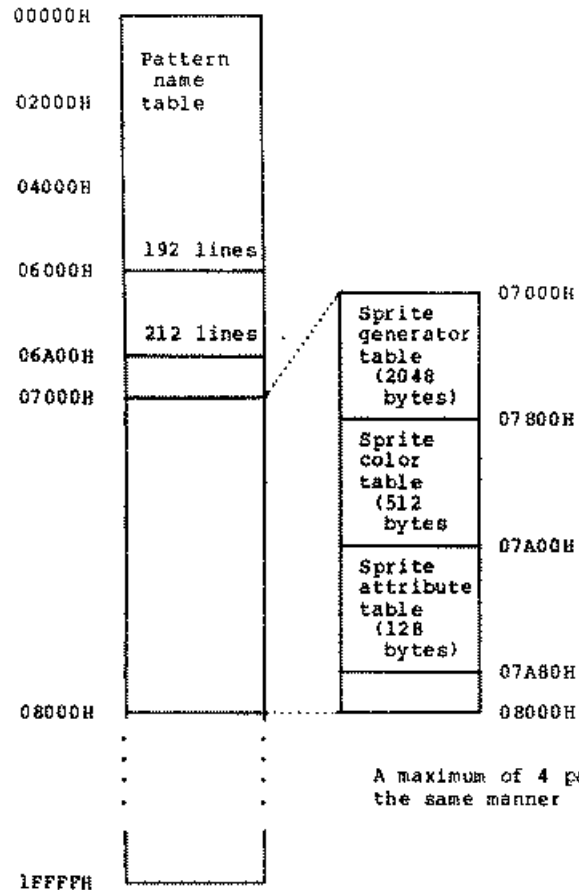 00000H
Pattern
name
table
02000H
04000H
192 lines
06000H
212 lines
06A00H
07000H
08000H
1FFFFH
07000H
Sprite
generator
table
(2048
bytes)
07800H
Sprite
color
table
(512
bytes
07A00H
Sprite
attribute
table
(128
bytes)
07A80H
08000H
A maximum of 4
the same manner